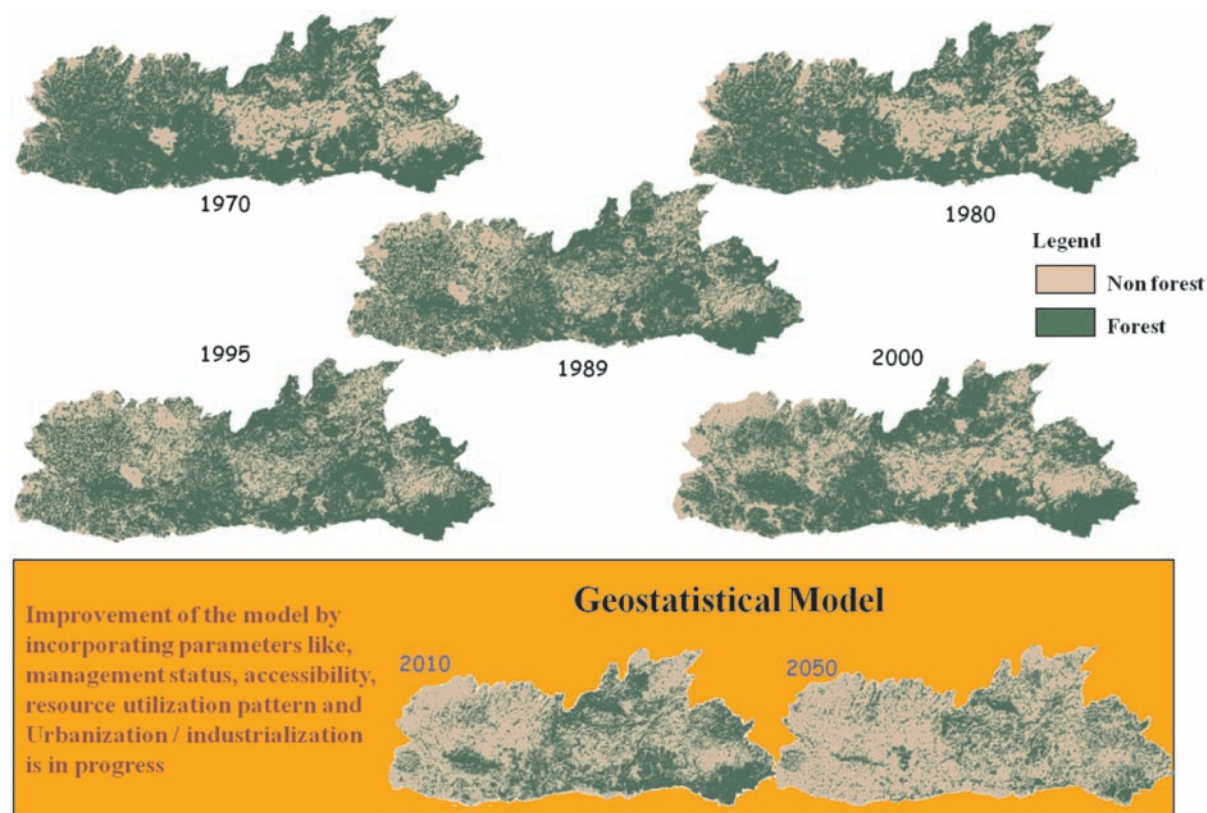 1970
1980
Legend
Non forest
Forest
1989
1995
2000
Geostatistical Model
Improvement of the model by
incorporating parameters like,
management status, accessibility,
resource utilization pattern and
Urbanization / industrialization
is in progress
2010
2050